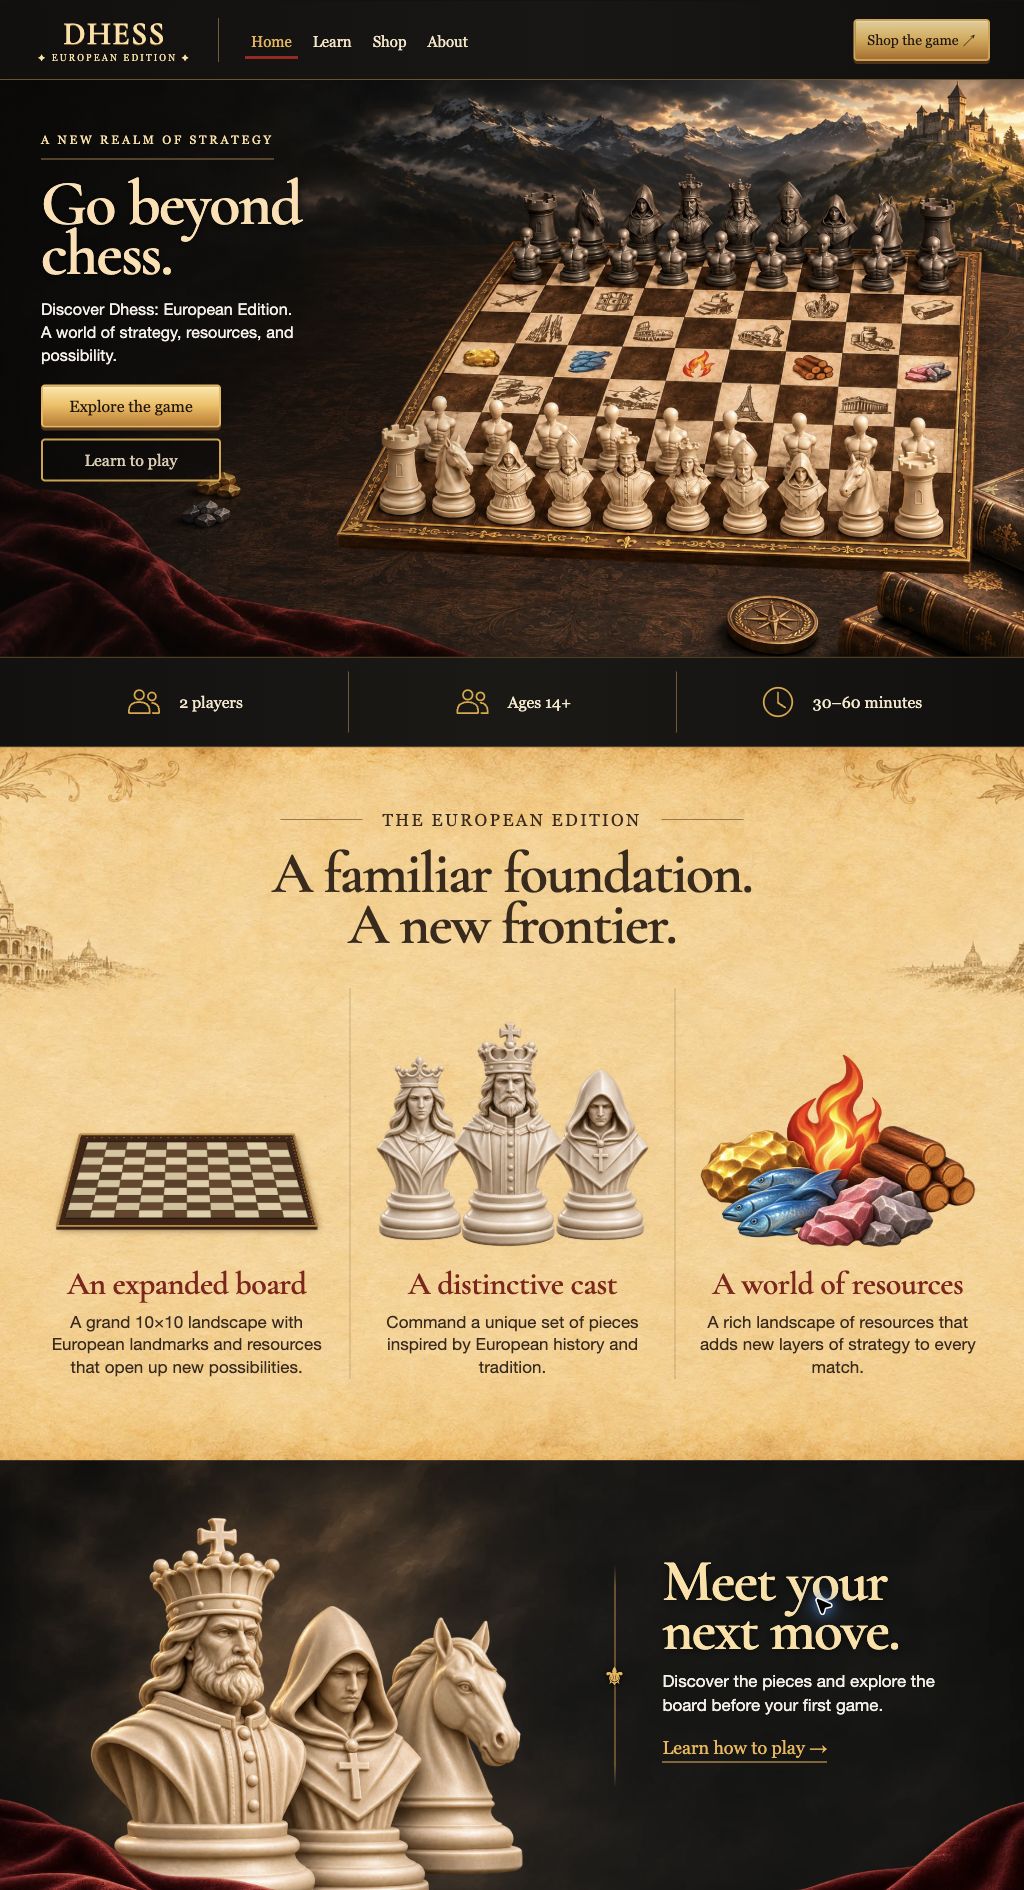 DHESS
EUROPEAN EDITION
Home
Learn
Shop
About
Shop the game ↗
A NEW REALM OF STRATEGY
Go beyond
chess.
Discover Dhess: European Edition.
A world of strategy, resources, and
possibility.
Explore the game
Learn to play
2 players
Ages 14+
30–60 minutes
THE EUROPEAN EDITION
A familiar foundation.
A new frontier.
An expanded board
A grand 10×10 landscape with
European landmarks and resources
that open up new possibilities.
A distinctive cast
Command a unique set of pieces
inspired by European history and
tradition.
A world of resources
A rich landscape of resources that
adds new layers of strategy to every
match.
Meet your
next move.
Discover the pieces and explore the
board before your first game.
Learn how to play →